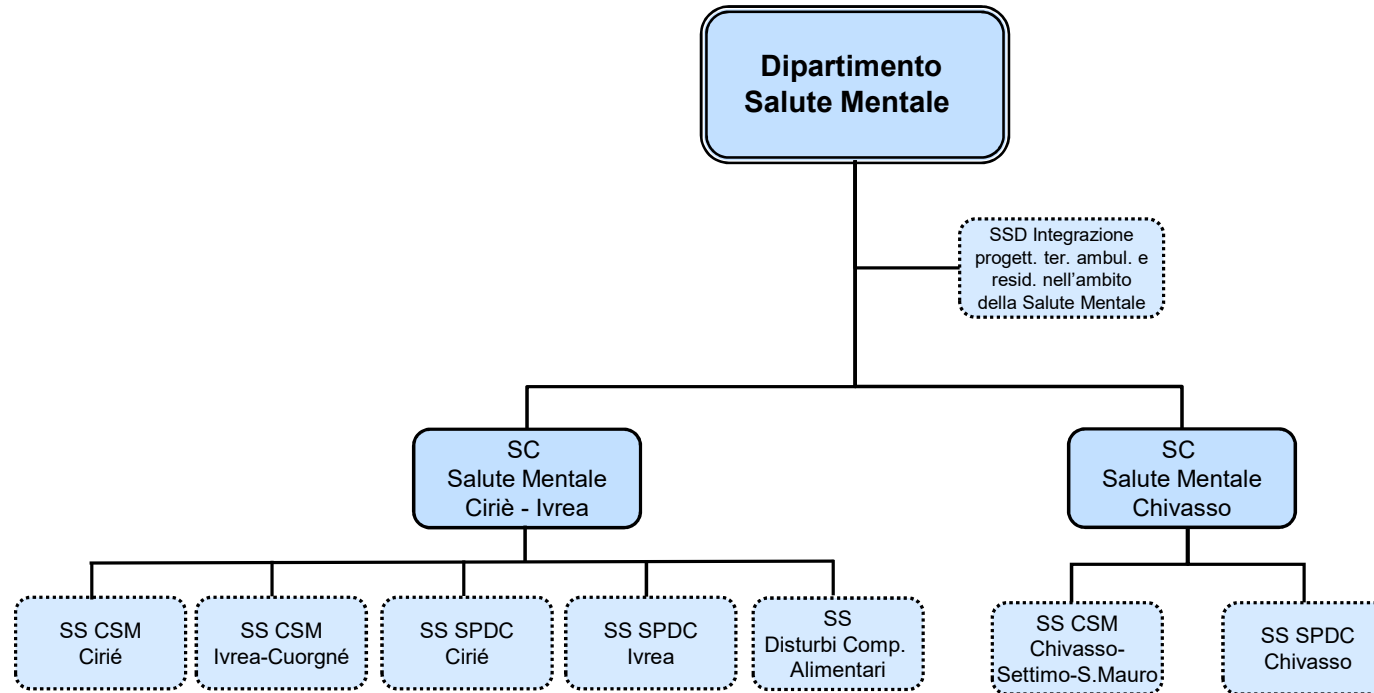 Dipartimento
Salute Mentale
SSD Integrazione
progett. ter. ambul. e
resid. nell'ambito
della Salute Mentale
SC
Salute Mentale
Ciriè - Ivrea
SC
Salute Mentale
Chivasso
SS CSM
Cirié
SS CSM
Ivrea-Cuorgné
SS SPDC
Cirié
SS SPDC
Ivrea
SS
Disturbi Comp.
Alimentari
SS CSM
Chivasso-
Settimo-S.Mauro
SS SPDC
Chivasso